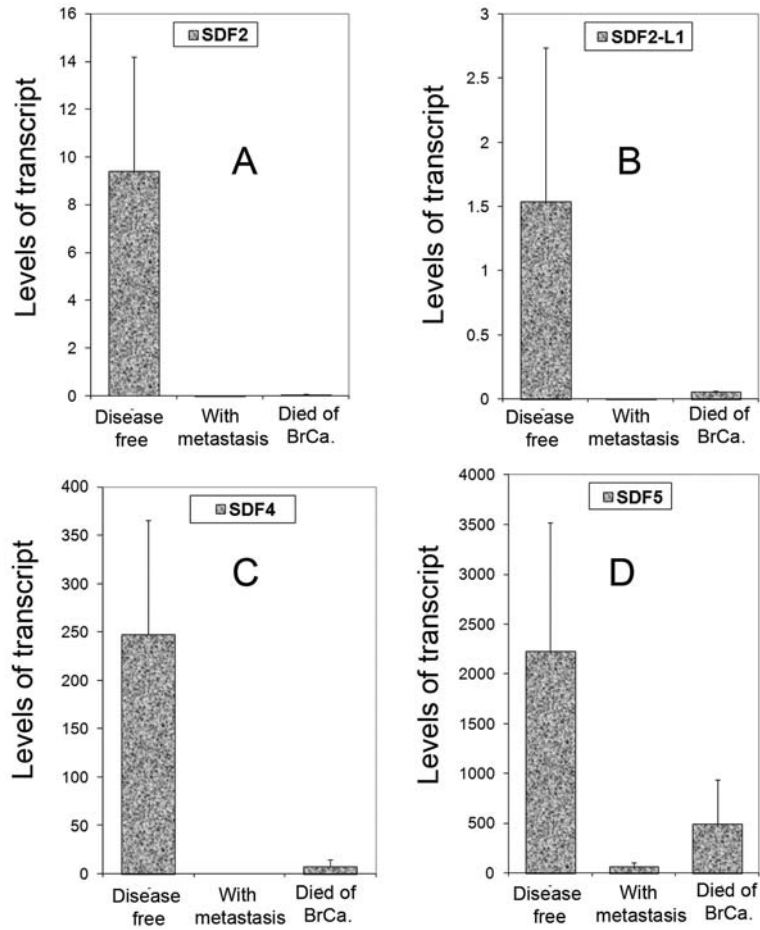 SDF2
A
Levels of transcript
16
14
12
10
8
6
4
2
0
Disease
free
With
metastasis
Died of
BrCa.
SDF2-L1
B
Levels of transcript
3
2.5
2
1.5
1
0.5
0
Disease
free
With
metastasis
Died of
BrCa.
SDF4
C
Levels of transcript
400
350
300
250
200
150
100
50
0
Disease
free
With
metastasis
Died of
BrCa.
SDF5
D
Levels of transcript
4000
3500
3000
2500
2000
1500
1000
500
0
Disease
free
With
metastasis
Died of
BrCa.